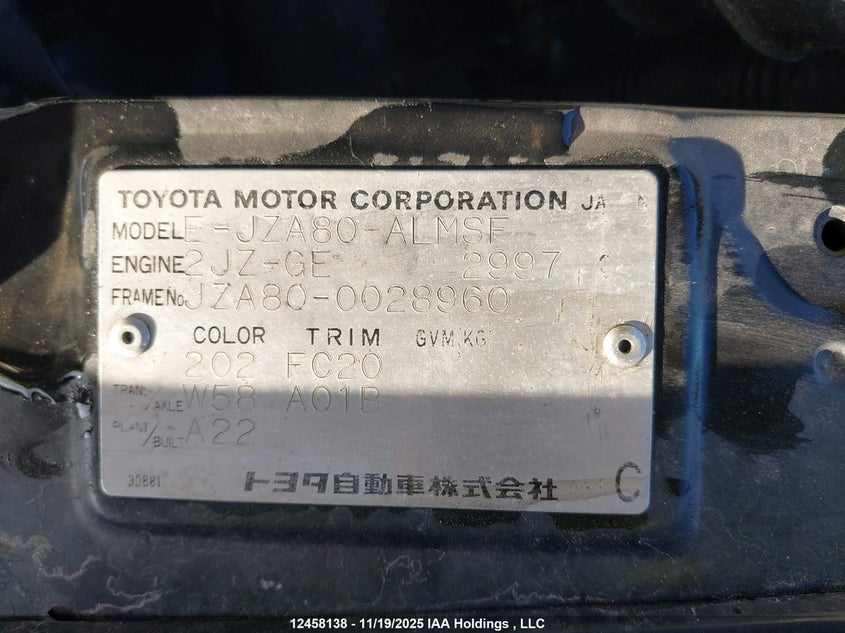 TOYOTA MOTOR CORPORATION JA N
MODEL E-JZA80-ALMSF
ENGINE 2JZ-GE 2997
FRAME No. JZA80-0028960
COLOR TRIM GVM,KG
202 FC20
TRANS/AXLE W58 A01B
PLANT/BUILT A22
30881 トヨタ自動車株式会社 C
12458138 - 11/19/2025 IAA Holdings , LLC